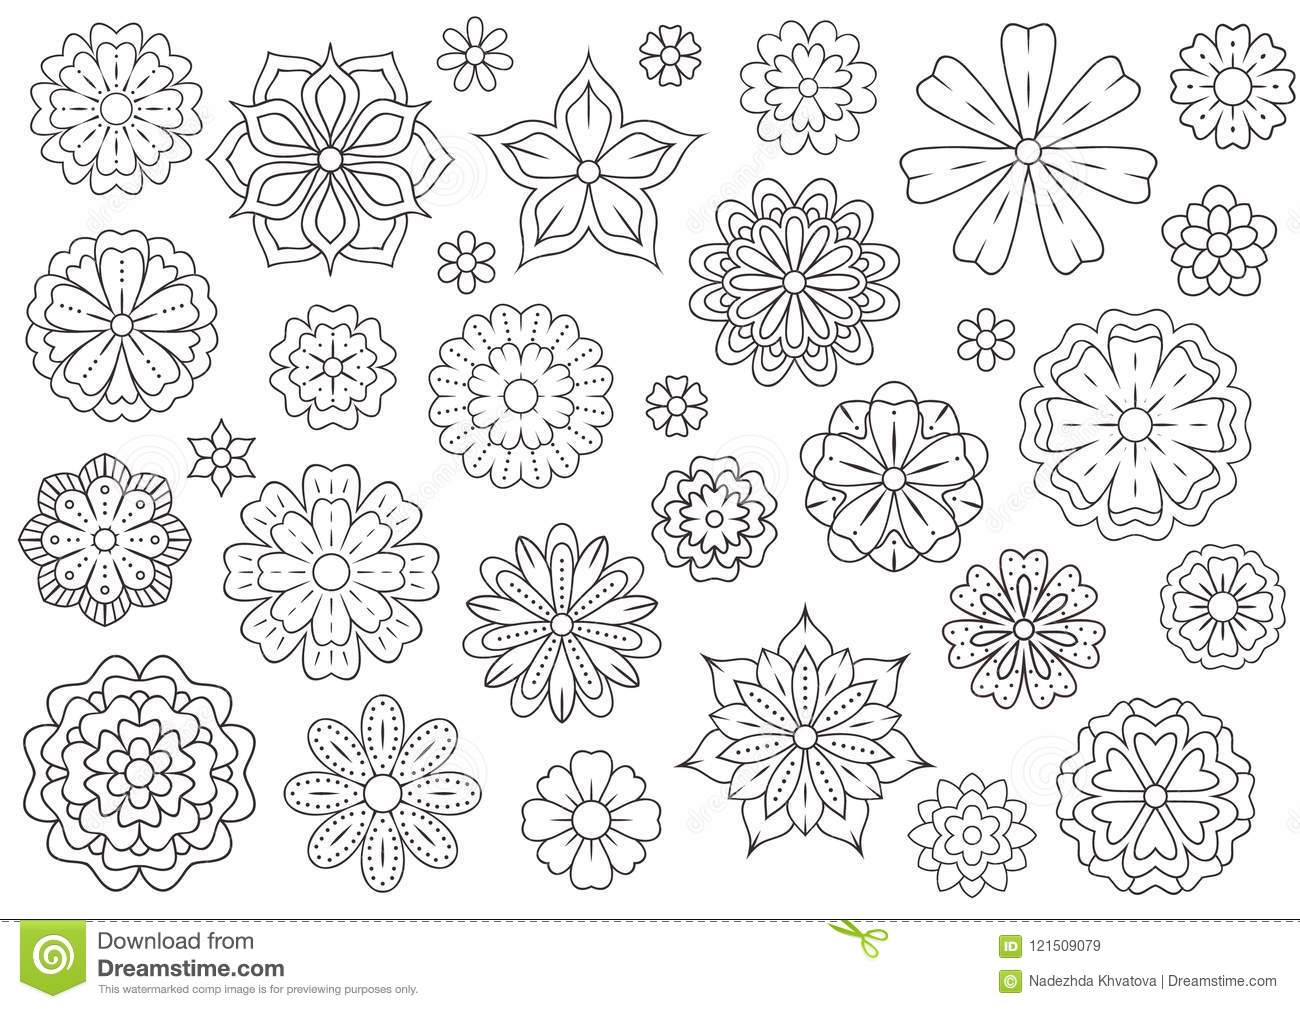 Download from
Dreamstime.com
This watermarked comp image is for previewing purposes only.
ID 121509079
© Nadezhda Khvatova | Dreamstime.com